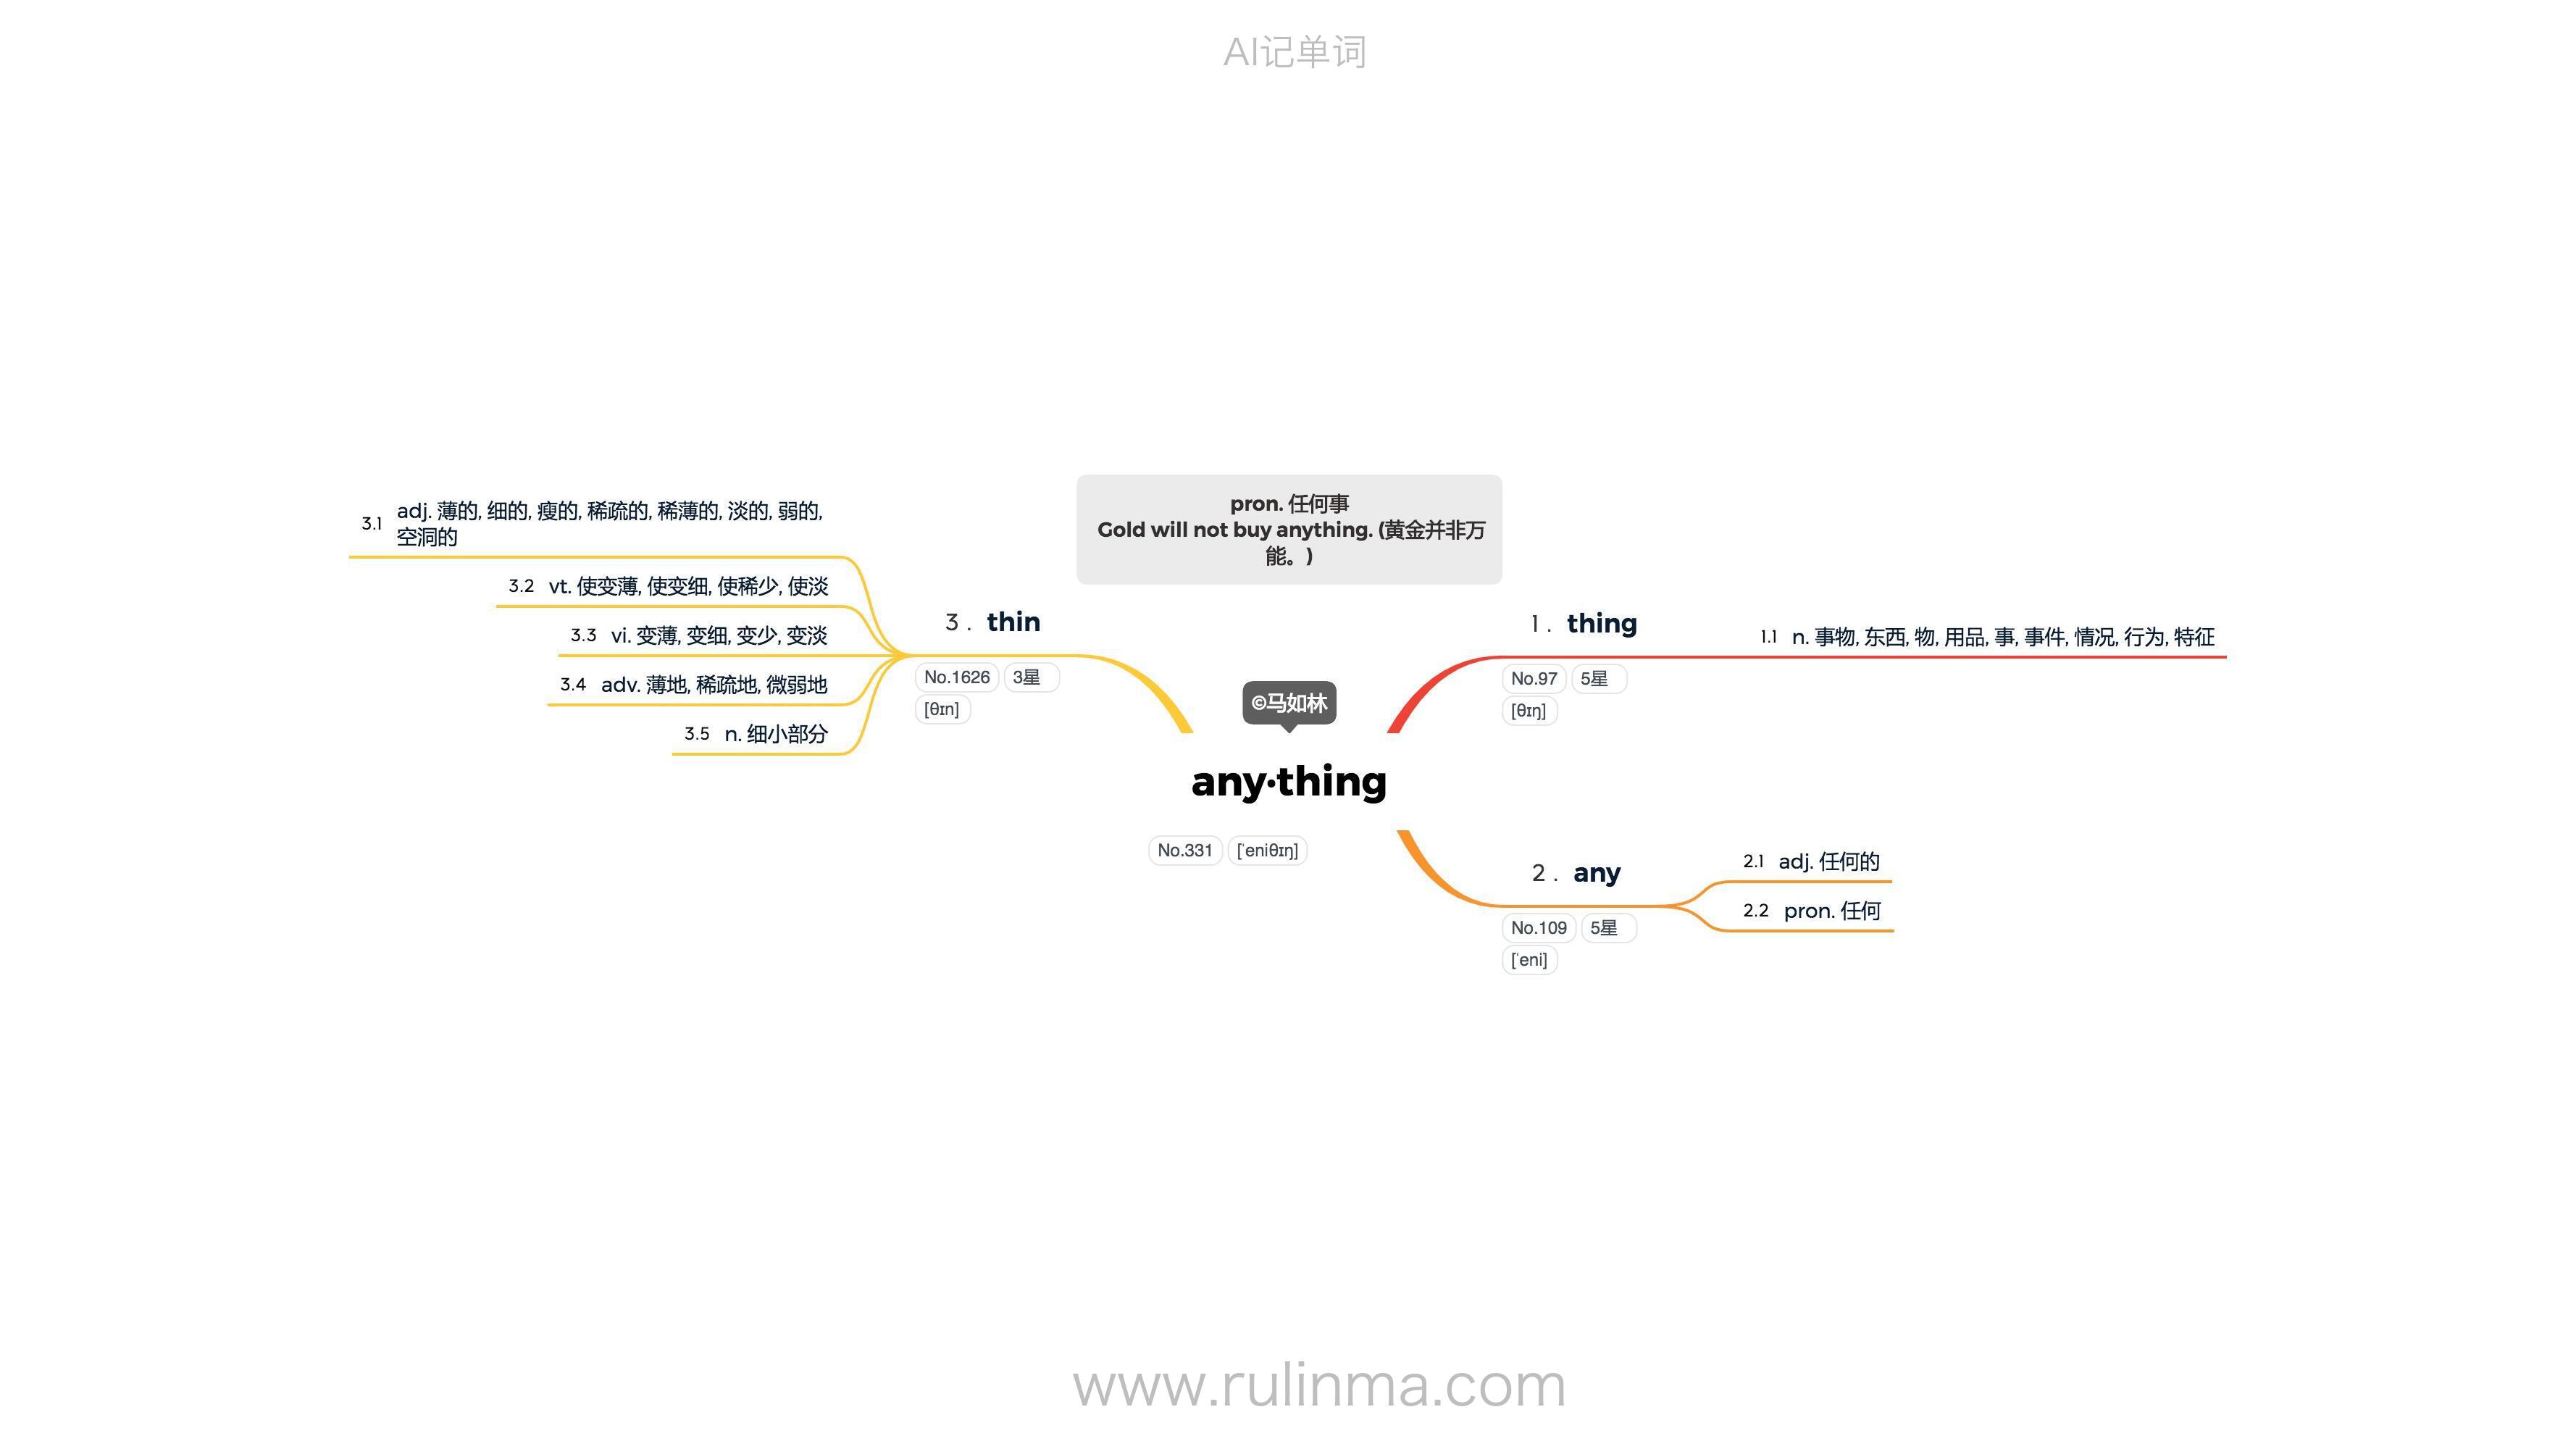 AI记单词
pron. 任何事
Gold will not buy anything. (黄金并非万
能。)
©马如林
any·thing
No.331 [ˈeniθɪŋ]
1. thing
No.97 5星
[θɪŋ]
1.1 n. 事物, 东西, 物, 用品, 事, 事件, 情况, 行为, 特征
2. any
No.109 5星
[ˈeni]
2.1 adj. 任何的
2.2 pron. 任何
3. thin
No.1626 3星
[θɪn]
3.1 adj. 薄的, 细的, 瘦的, 稀疏的, 稀薄的, 淡的, 弱的,
空洞的
3.2 vt. 使变薄, 使变细, 使稀少, 使淡
3.3 vi. 变薄, 变细, 变少, 变淡
3.4 adv. 薄地, 稀疏地, 微弱地
3.5 n. 细小部分
www.rulinma.com